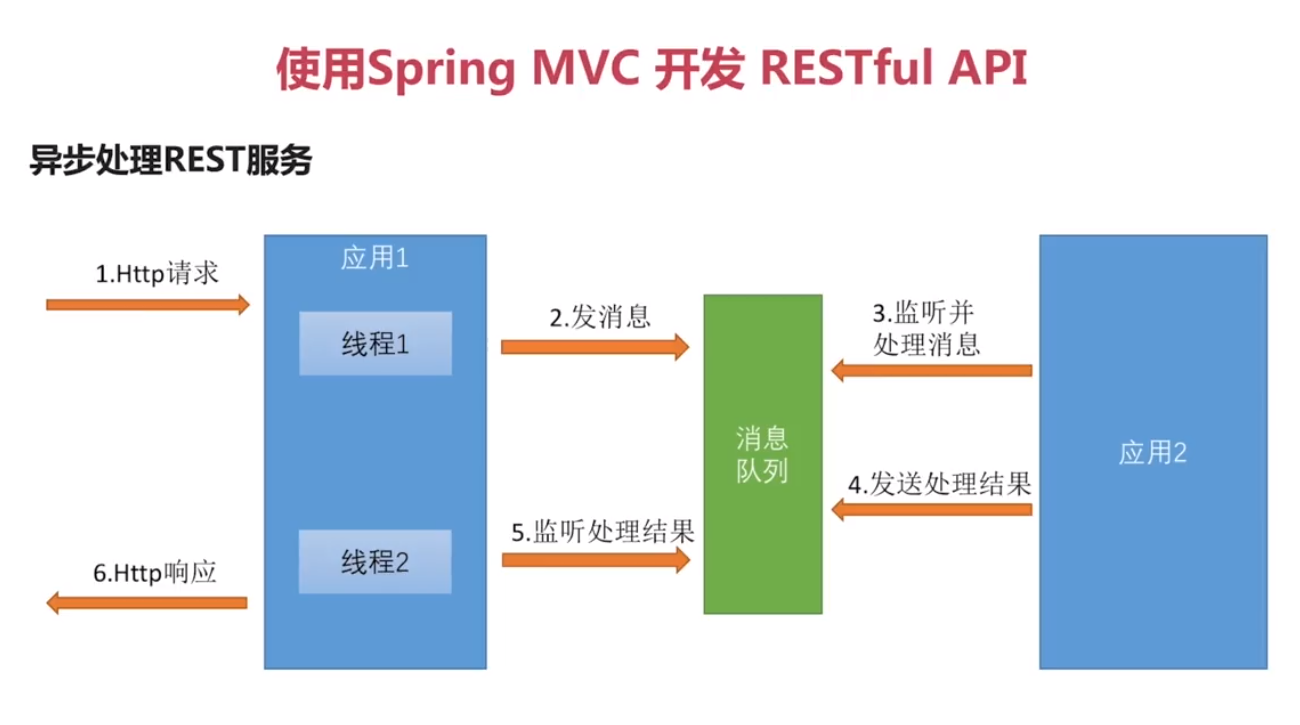 使用Spring MVC 开发 RESTful API
异步处理REST服务
应用1
1.Http请求
线程1
2.发消息
3.监听并
处理消息
消息
队列
应用2
4.发送处理结果
5.监听处理结果
线程2
6.Http响应